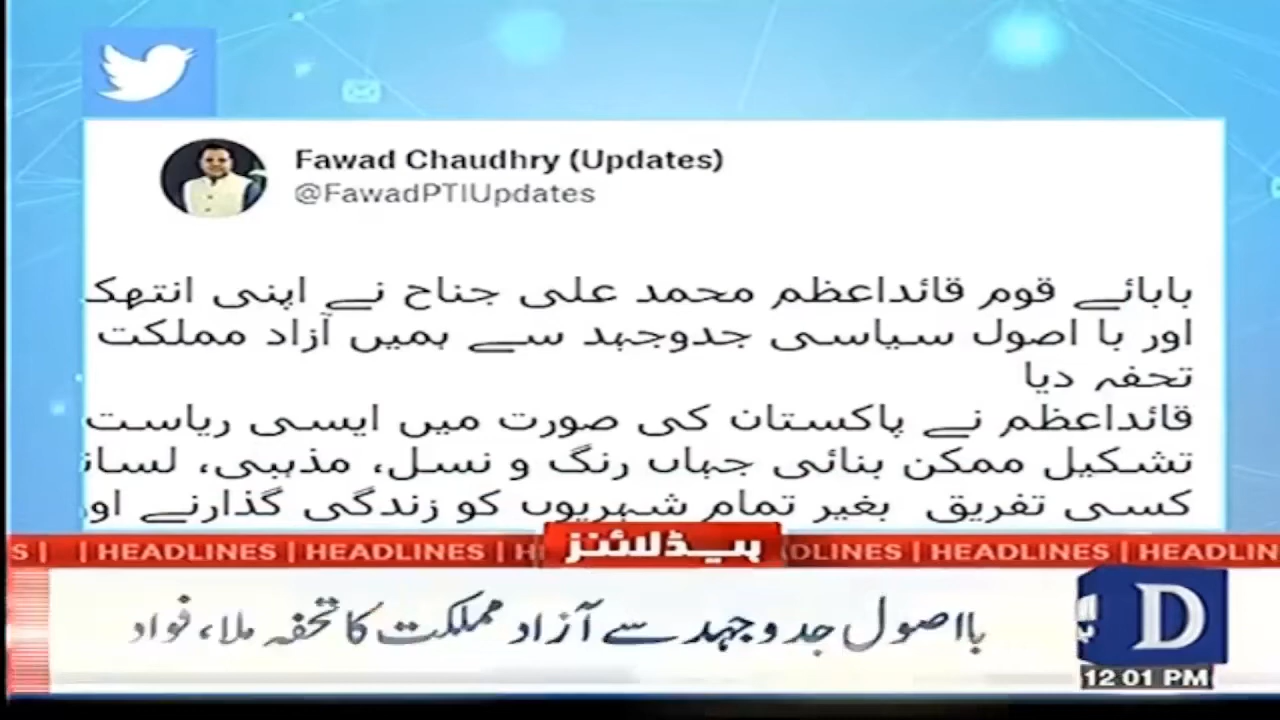 Fawad Chaudhry (Updates)
@FawadPTIUpdates
بابائے قوم قائداعظم محمد علی جناح نے اپنی انتھک
اور با اصول سیاسی جدوجہد سے ہمیں آزاد مملکت
تحفہ دیا
قائداعظم نے پاکستان کی صورت میں ایسی ریاست
تشکیل ممکن بنائی جہاں رنگ و نسل، مذہبی،
کسی تفریق بغیر تمام شہریوں کو زندگی گذارنے
S | | HEADLINES | HEADLINES | H ہیڈلائنز DLINES | HEADLINES | HEADLIN
بااصول جدوجہد سے آزاد مملکت کا تحفہ ملا، فواد
D
12:01 PM